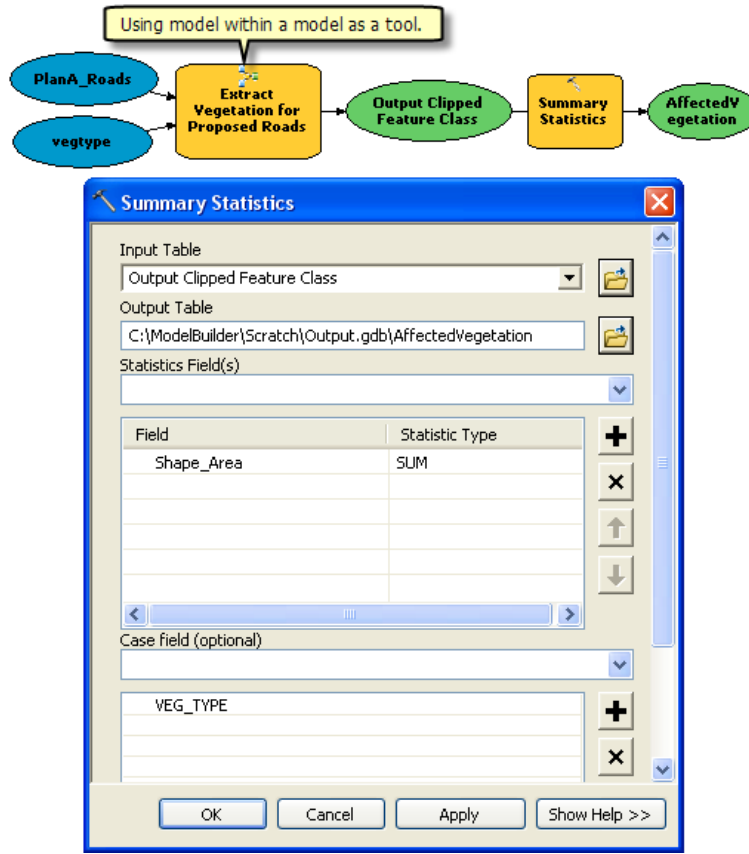 Using model within a model as a tool.
PlanA_Roads
vegtype
Extract
Vegetation for
Proposed Roads
Output Clipped
Feature Class
Summary
Statistics
AffectedV
egetation
Summary Statistics
Input Table
Output Clipped Feature Class
Output Table
C:\ModelBuilder\Scratch\Output.gdb\AffectedVegetation
Statistics Field(s)
Field Statistic Type
Shape_Area SUM
Case field (optional)
VEG_TYPE
OK Cancel Apply Show Help >>